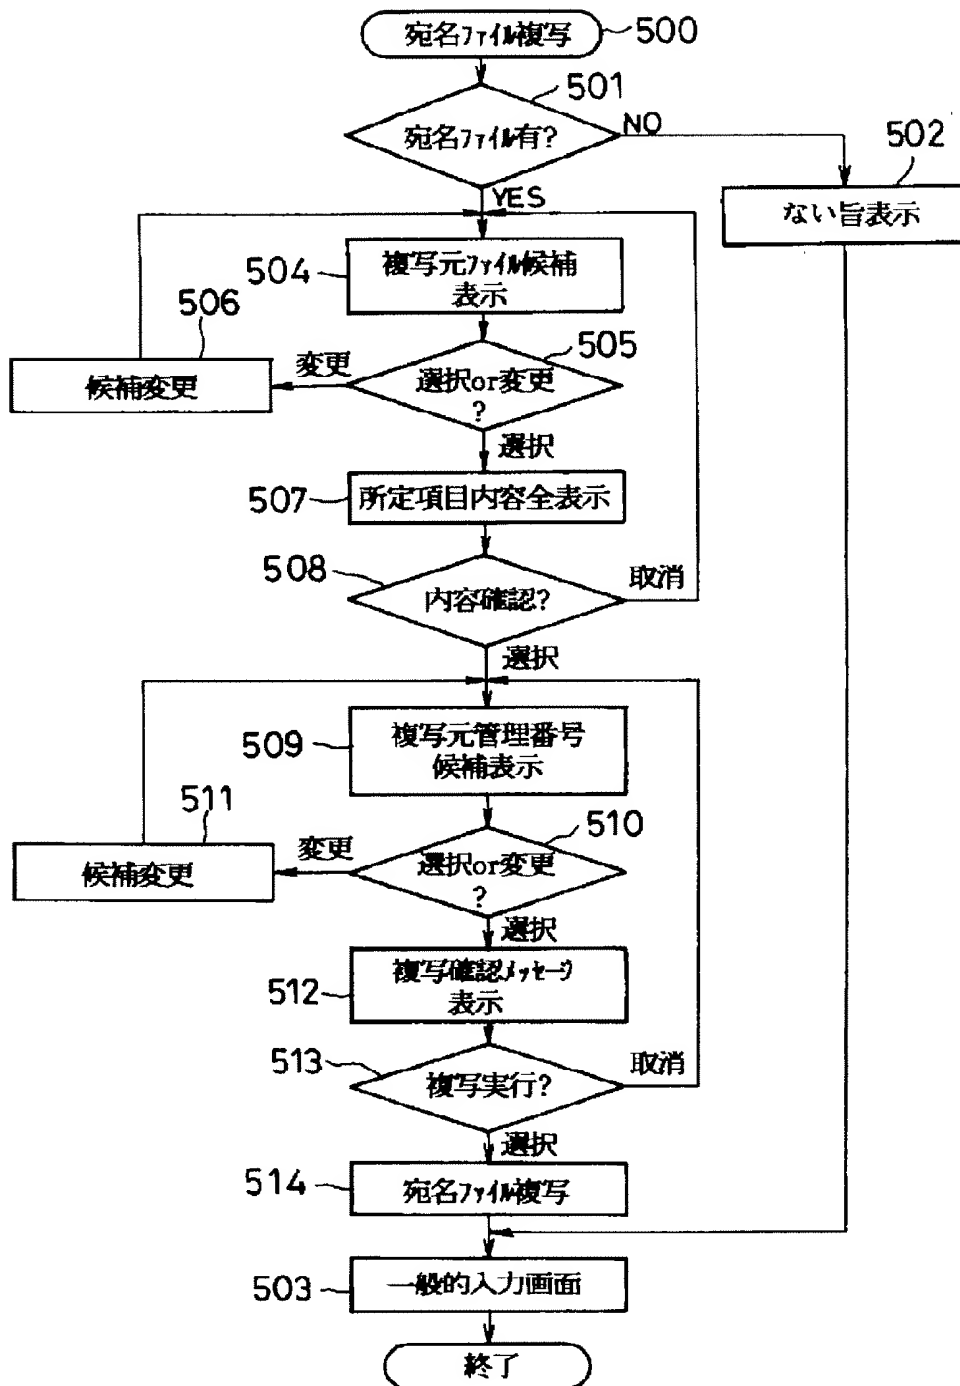 宛名ファイル複写
500
501
宛名ファイル有?
NO
502
ない旨表示
YES
504
複写元ファイル候補
表示
506
候補変更
変更
505
選択or変更
?
選択
507
所定項目内容全表示
508
内容確認?
取消
選択
509
複写元管理番号
候補表示
511
候補変更
変更
510
選択or変更
?
選択
512
複写確認メッセージ
表示
513
複写実行?
取消
選択
514
宛名ファイル複写
503
一般的入力画面
終了